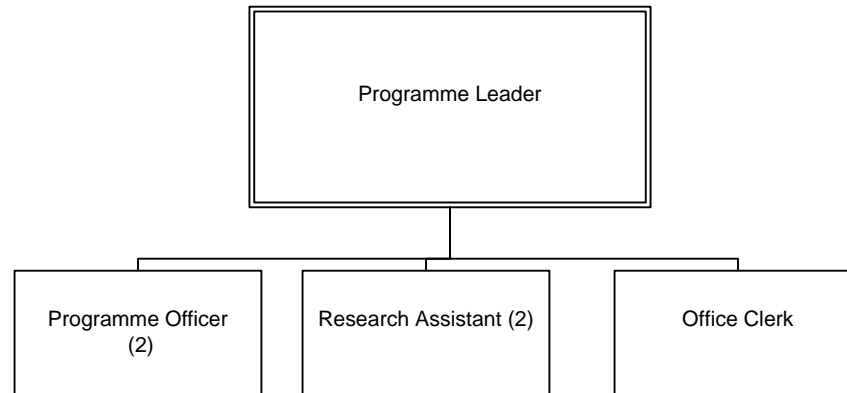 Programme Leader
Programme Officer
(2)
Research Assistant (2)
Office Clerk